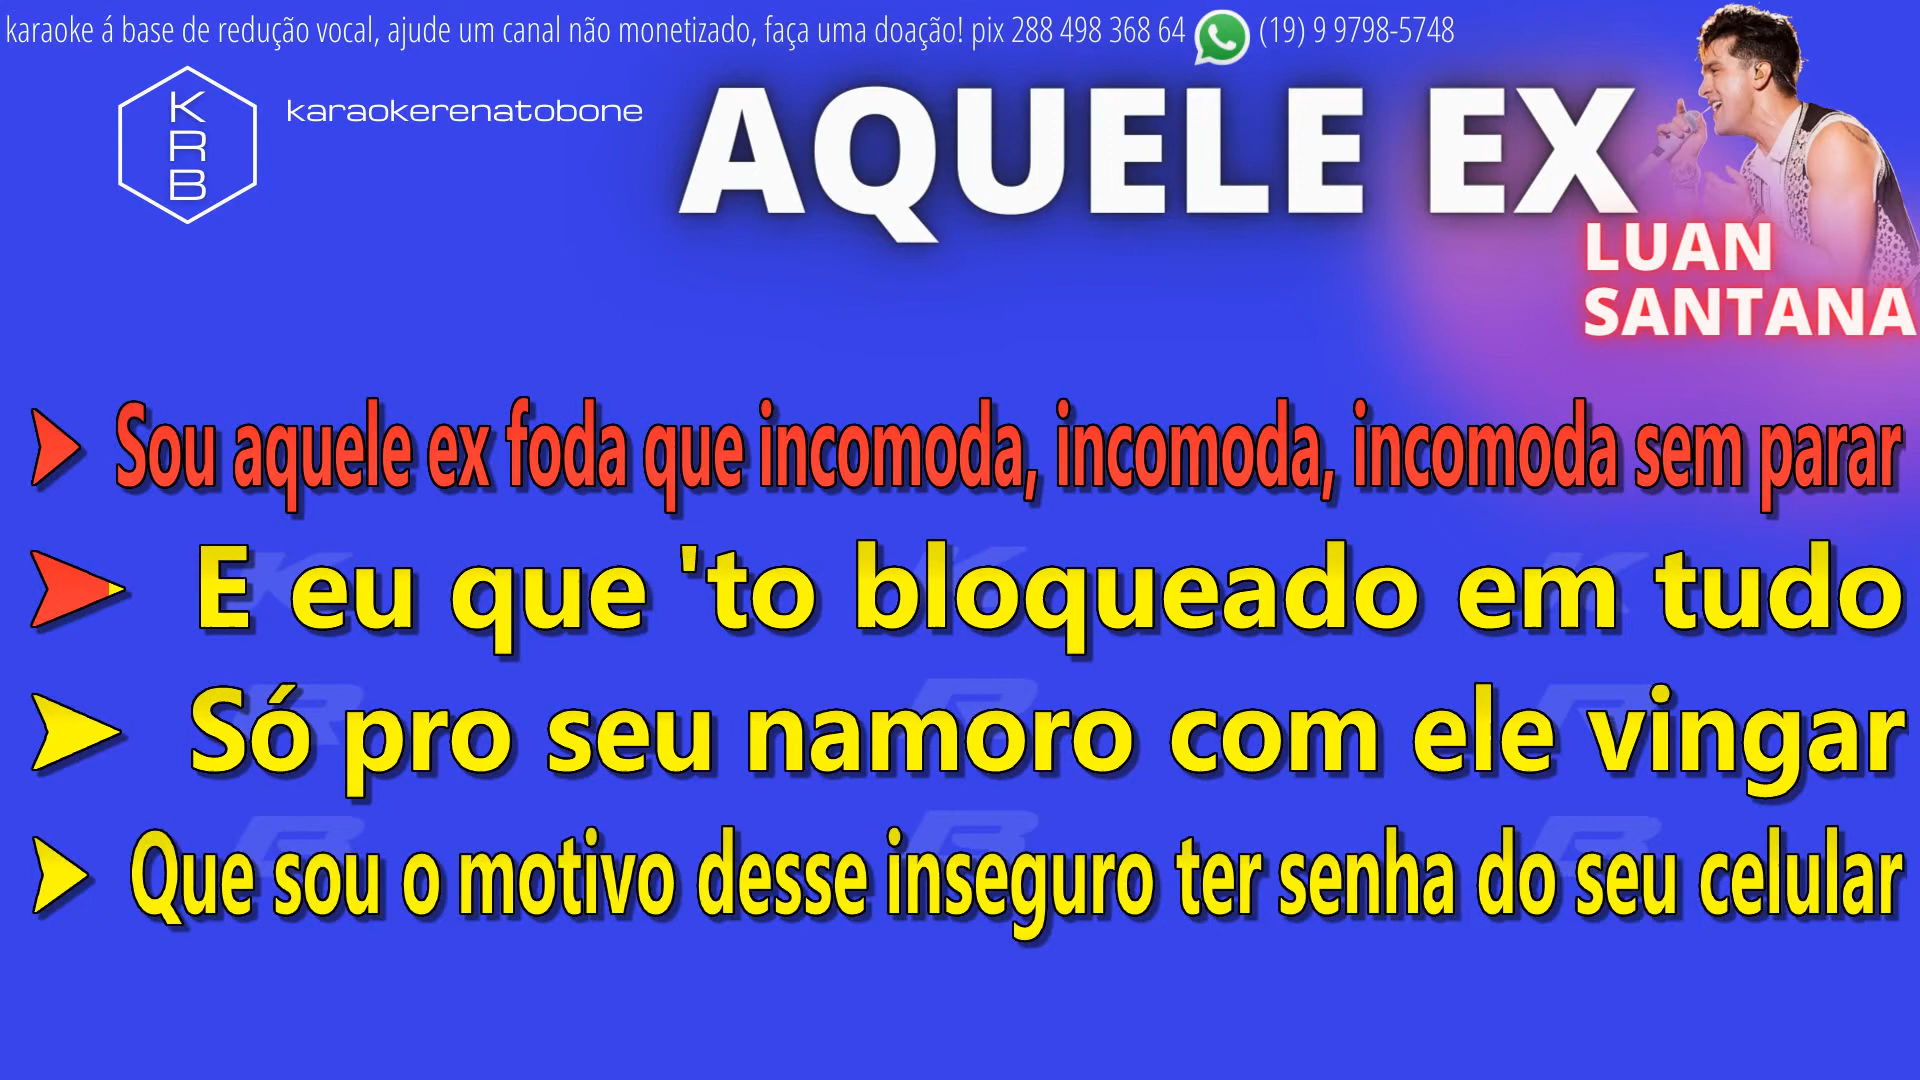 karaoke á base de redução vocal, ajude um canal não monetizado, faça uma doação! pix 288 498 368 64 (19) 9 9798-5748
K
R
B
karaokerenatobone
AQUELE EX
LUAN
SANTANA
Sou aquele ex foda que incomoda, incomoda, incomoda sem parar
E eu que 'to bloqueado em tudo
Só pro seu namoro com ele vingar
Que sou o motivo desse inseguro ter senha do seu celular